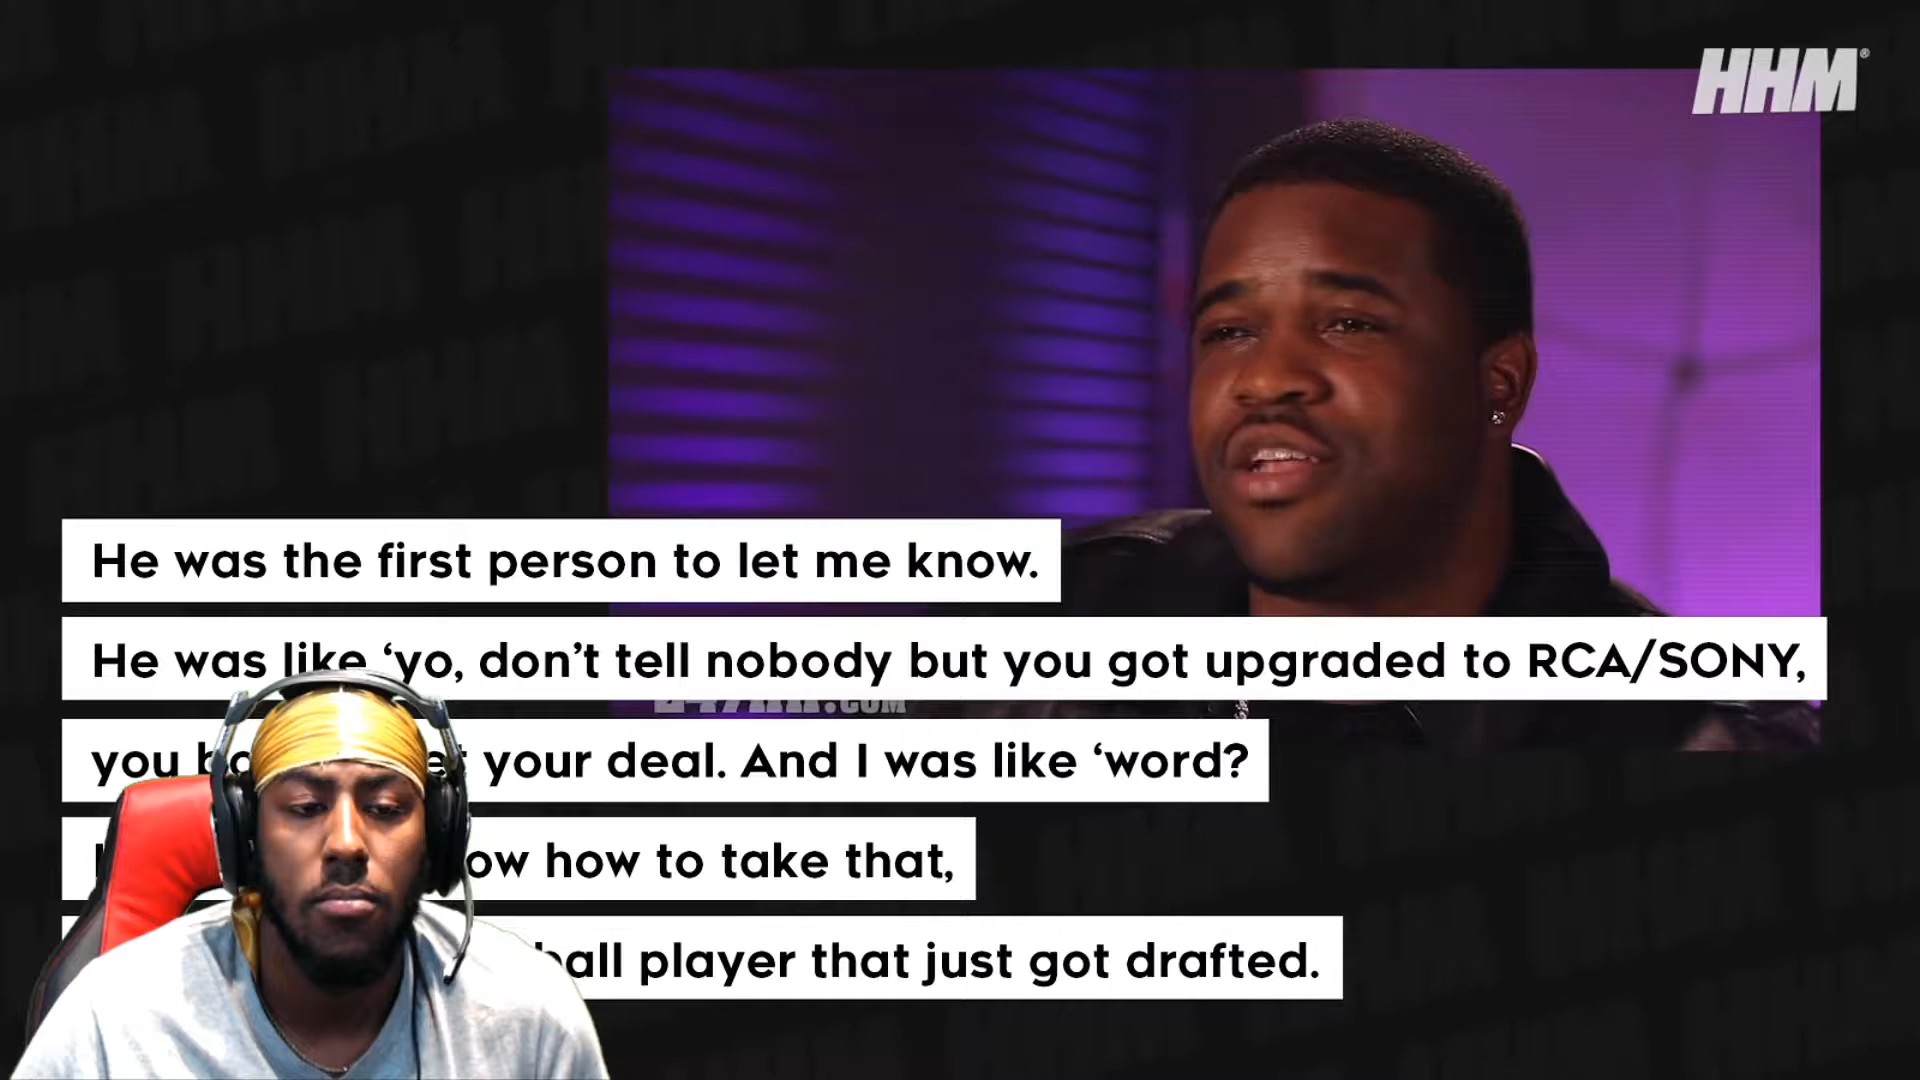 HHM®
He was the first person to let me know.
He was like ‘yo, don’t tell nobody but you got upgraded to RCA/SONY,
you your deal. And I was like ‘word?
how to take that,
player that just got drafted.
.COM